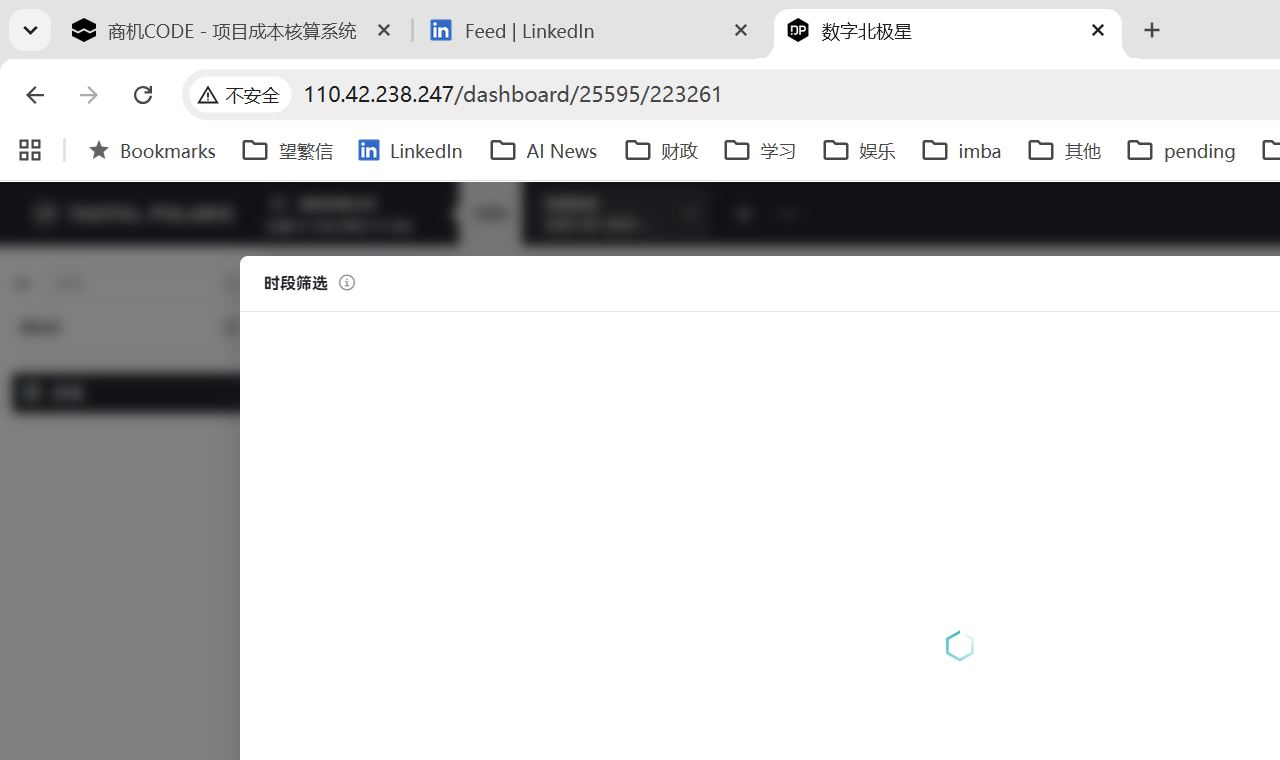 商机CODE - 项目成本核算系统
Feed | LinkedIn
DP 数字北极星
不安全 110.42.238.247/dashboard/25595/223261
Bookmarks 望繁信 in LinkedIn AI News 财政 学习 娱乐 imba 其他 pending
时段筛选